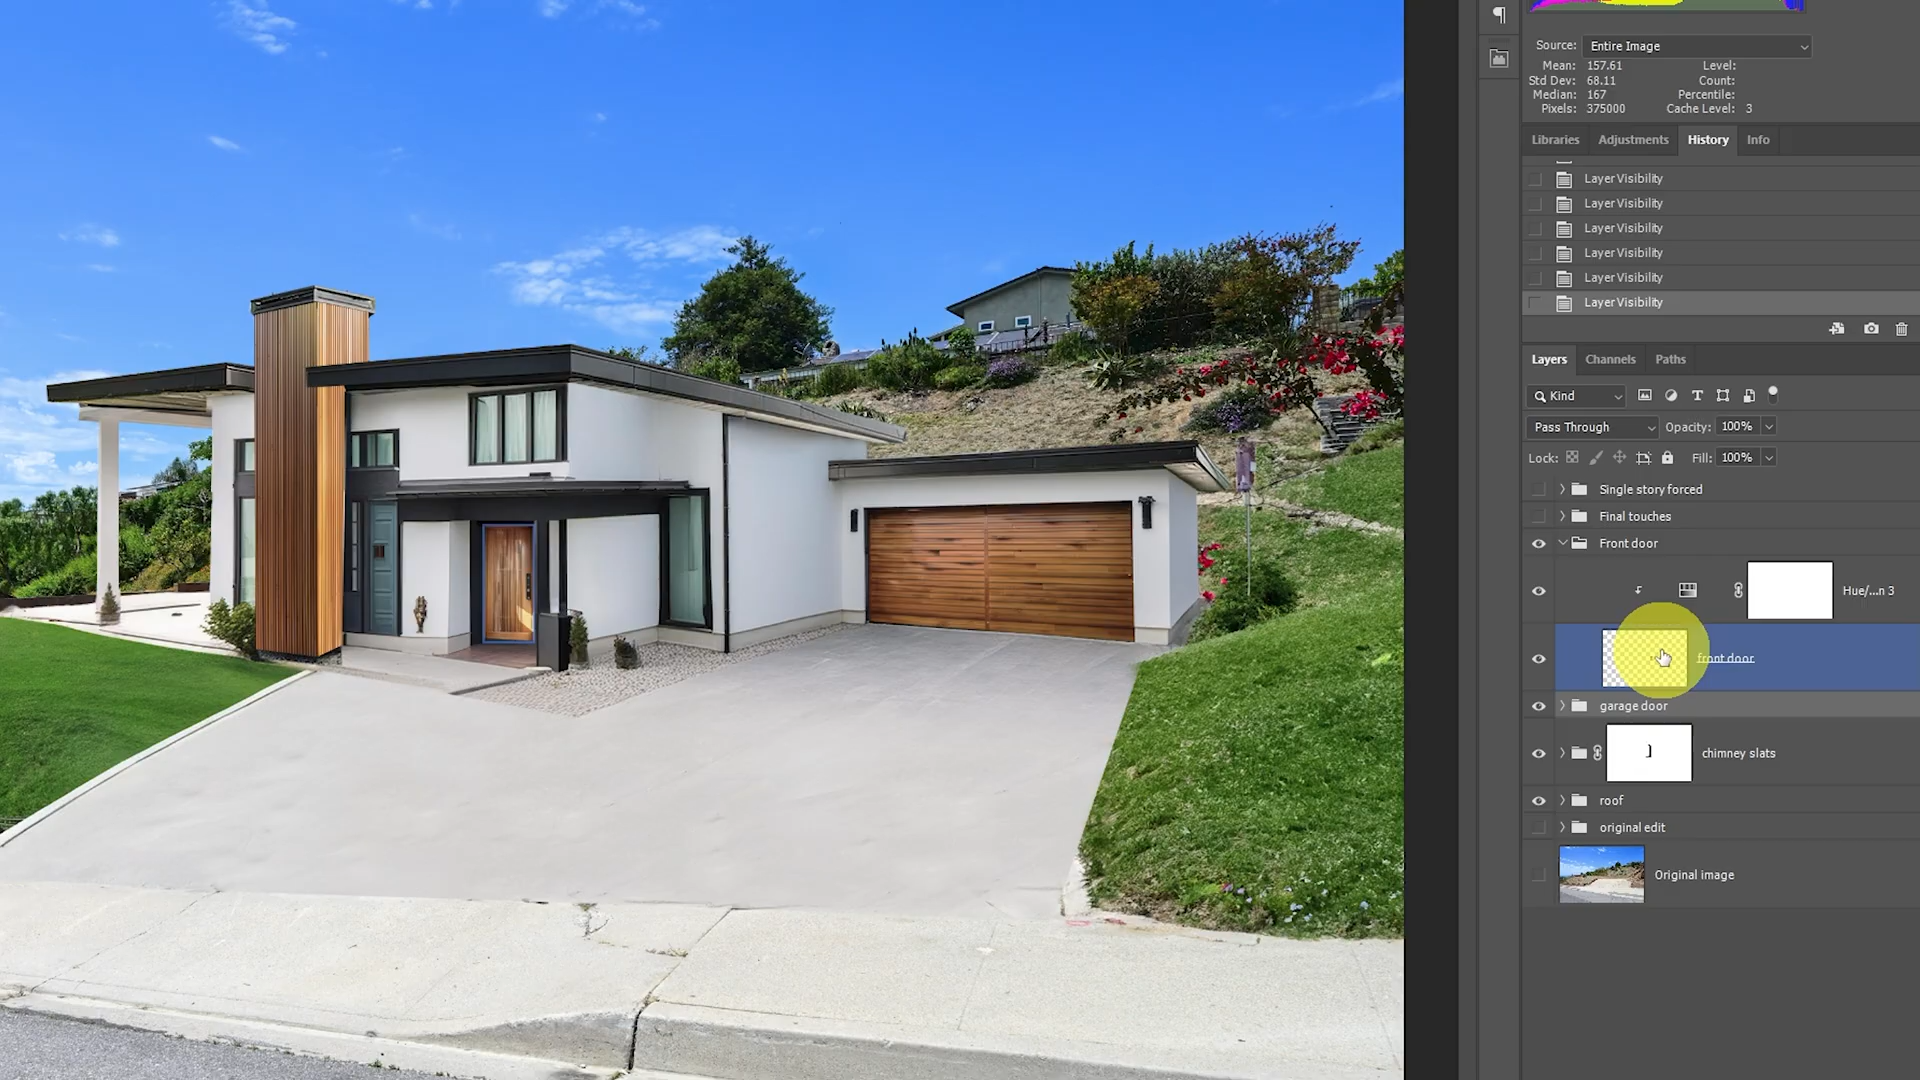 Source: Entire Image
Mean: 157.61 Level:
Std Dev: 68.11 Count:
Median: 167 Percentile:
Pixels: 375000 Cache Level: 3
Libraries Adjustments History Info
Layer Visibility
Layer Visibility
Layer Visibility
Layer Visibility
Layer Visibility
Layer Visibility
Layers Channels Paths
Kind
Pass Through Opacity: 100%
Lock: Fill: 100%
Single story forced
Final touches
Front door
Hue/...n 3
front door
garage door
chimney slats
roof
original edit
Original image